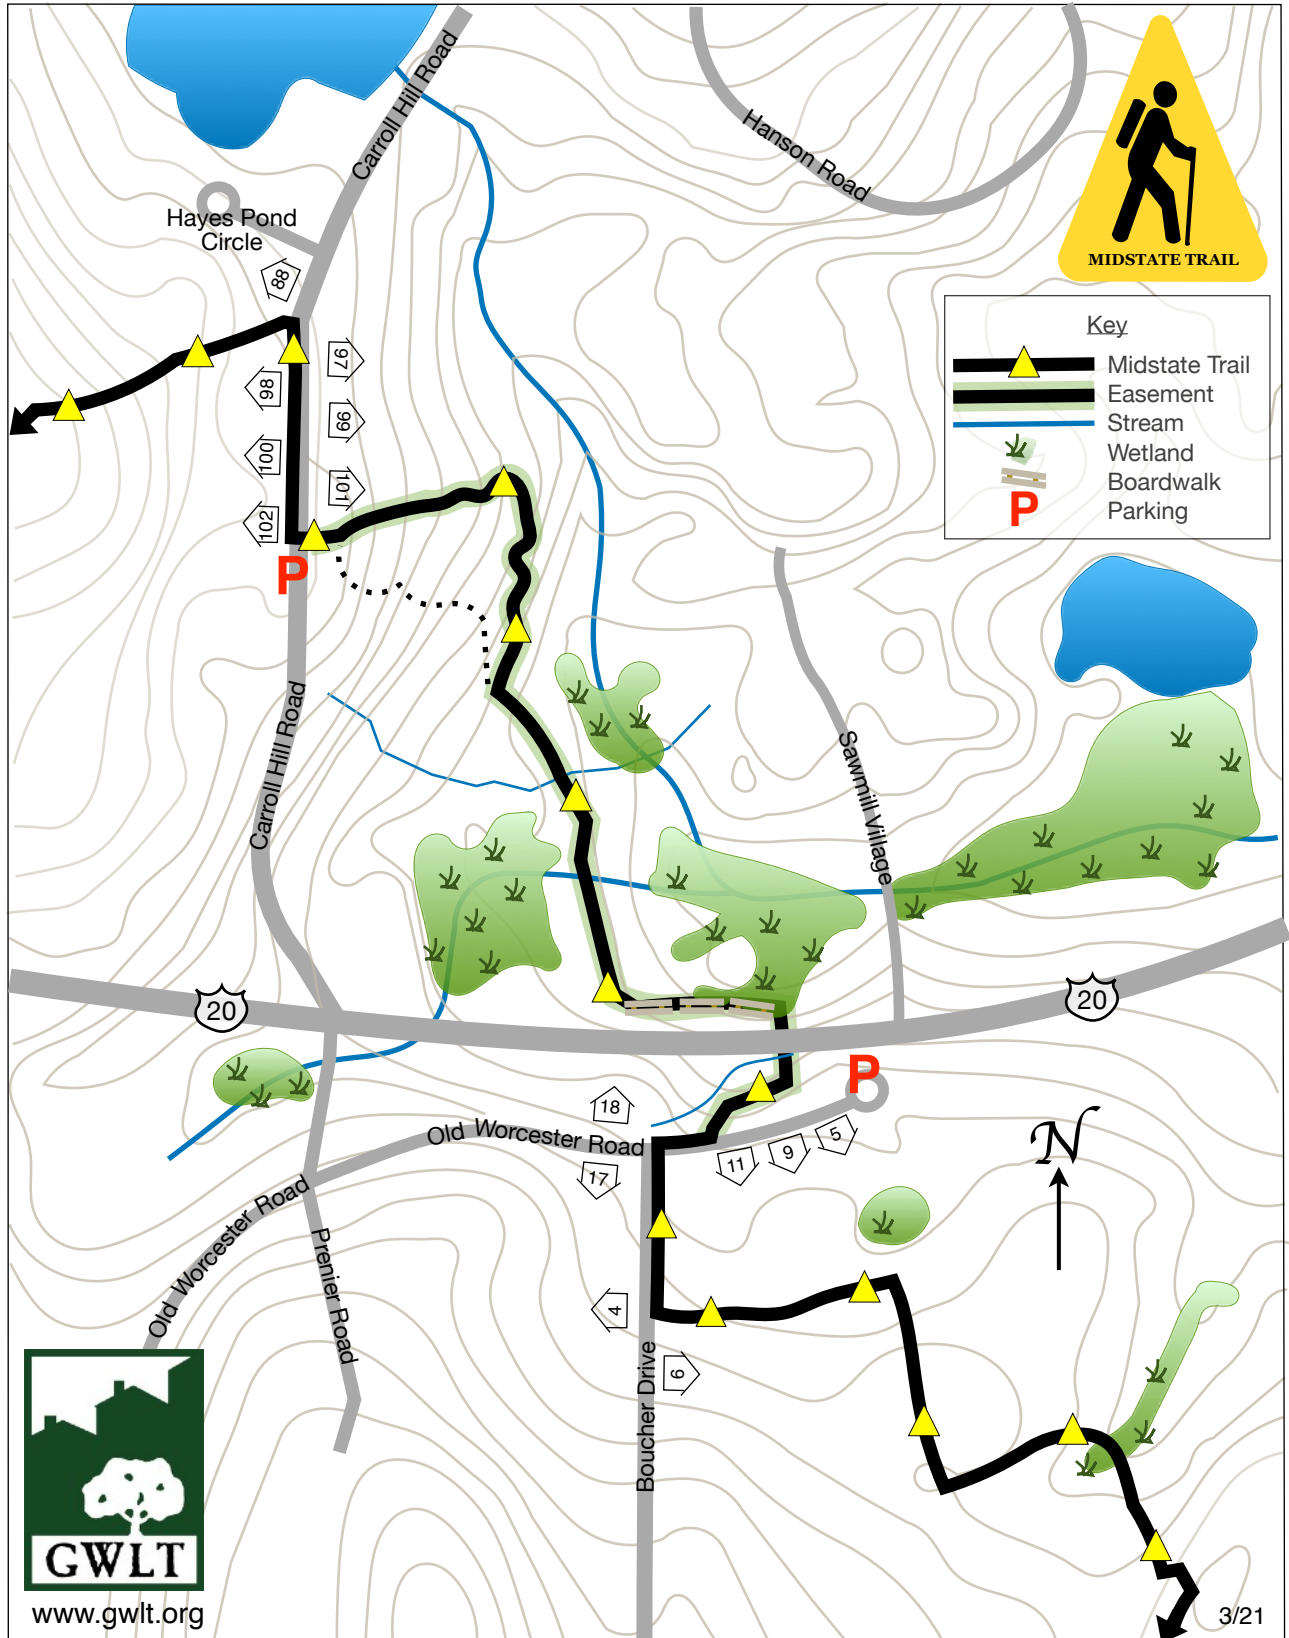 Carroll Hill Road
Hanson Road
MIDSTATE TRAIL
Hayes Pond
Circle
88
97
98
99
100
101
102
P
Key
Midstate Trail
Easement
Stream
Wetland
Boardwalk
P
Parking
Carroll Hill Road
Sawmill Village
20
20
P
18
Old Worcester Road
17
11
9
5
N
Old Worcester Road
Prenier Road
4
6
Boucher Drive
GWLT
www.gwlt.org
3/21